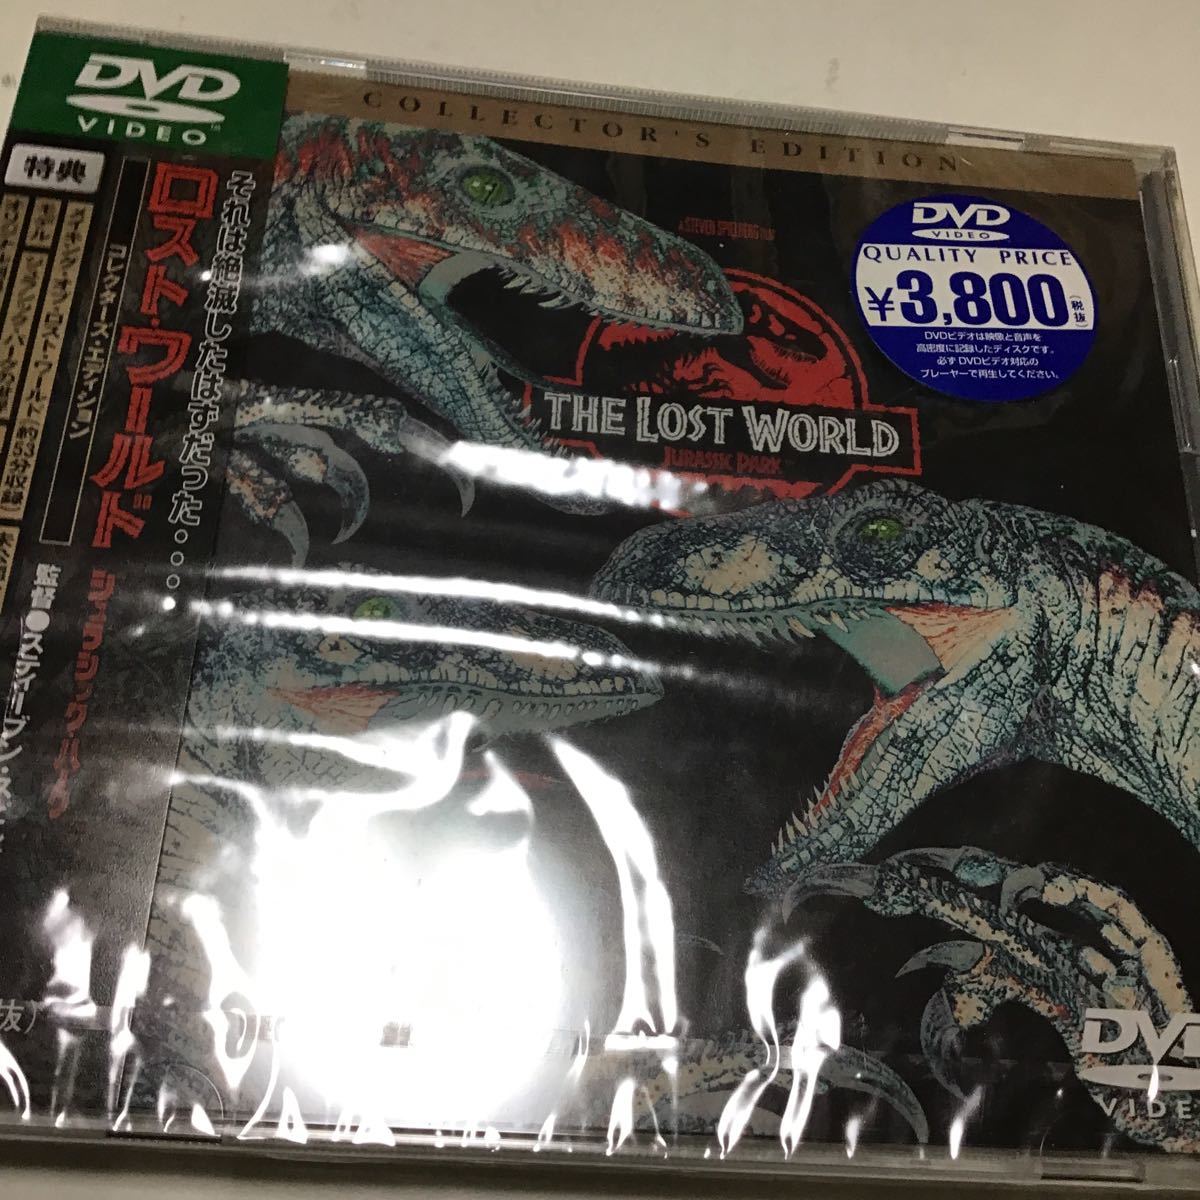 DVD
VIDEO
COLLECTOR'S EDITION
特典
それは絶滅したはずだった・・・。
ロスト・ワールド
ジュラシック・パーク
コレクターズ・エディション
監督●スティーブン・ス
A STEVEN SPIELBERG FILM
THE LOST WORLD
JURASSIC PARK
DVD
VIDEO
QUALITY PRICE
¥3,800(税抜)
DVDビデオは映像と音声を
高密度に記録したディスクです。
必ずDVDビデオ対応の
プレーヤーで再生してください。
抜)
DVD
VIDE